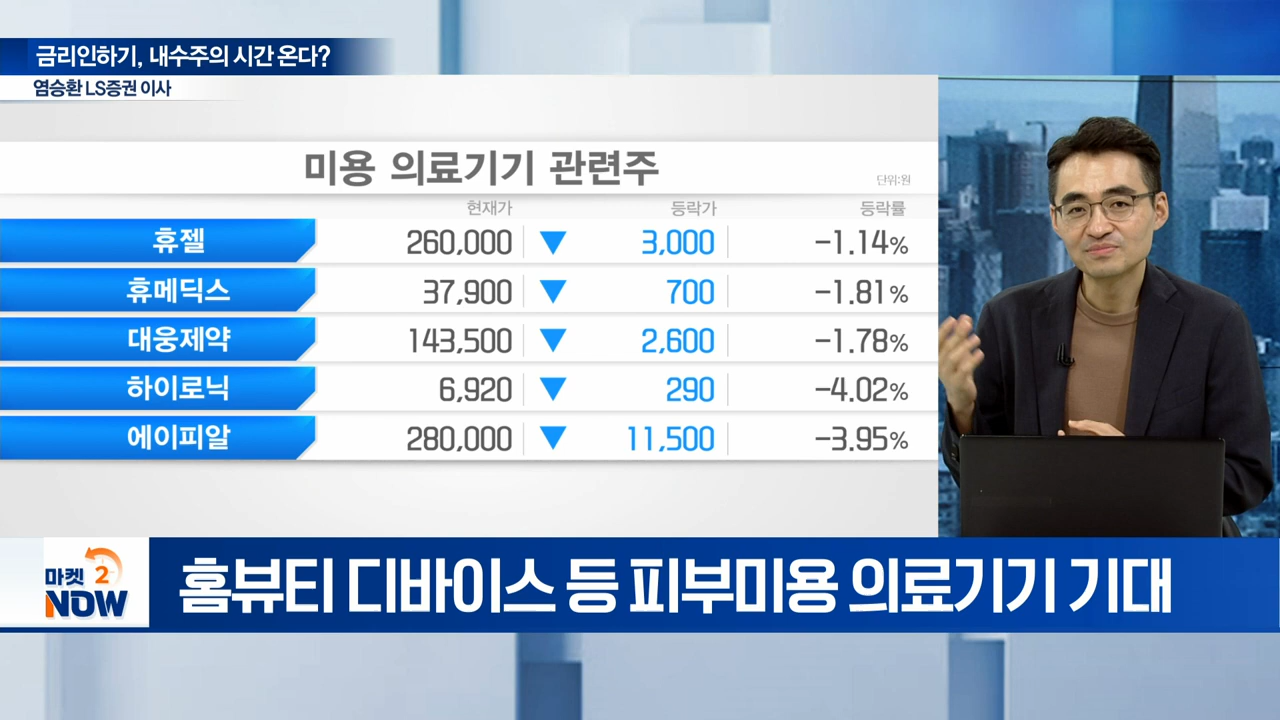 금리인하기, 내수주의 시간 온다?
염승환 LS증권 이사
미용 의료기기 관련주
단위:원
현재가 등락가 등락률
휴젤 260,000 ▼ 3,000 -1.14%
휴메딕스 37,900 ▼ 700 -1.81%
대웅제약 143,500 ▼ 2,600 -1.78%
하이로닉 6,920 ▼ 290 -4.02%
에이피알 280,000 ▼ 11,500 -3.95%
마켓 2
NOW
홈뷰티 디바이스 등 피부미용 의료기기 기대